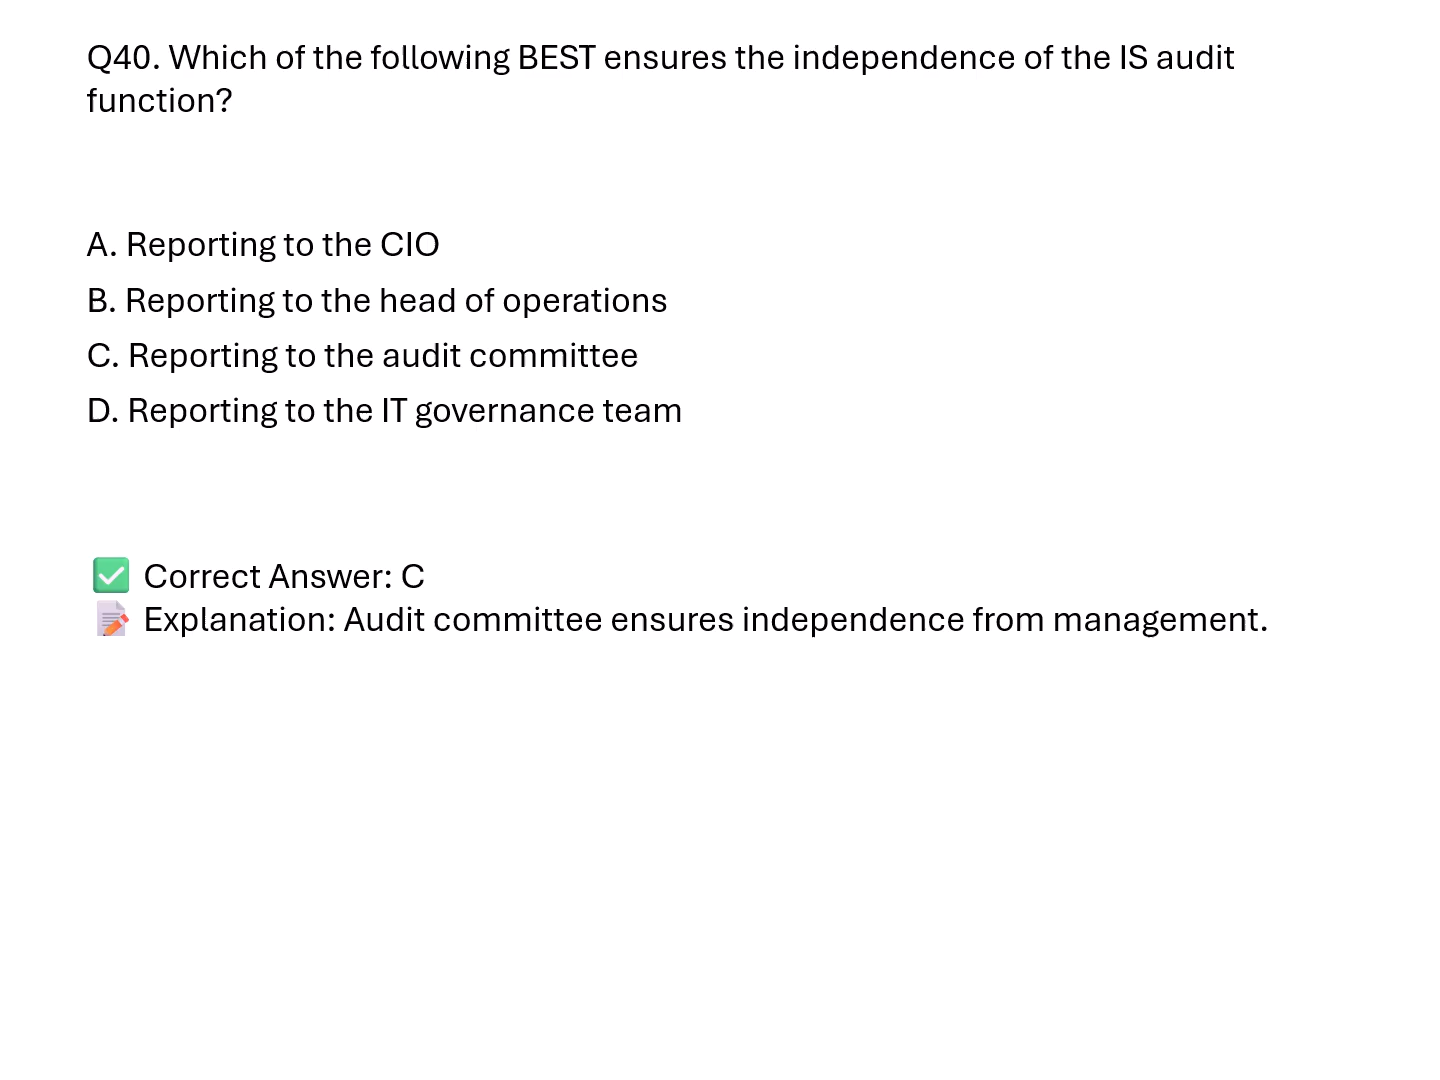 Q40. Which of the following BEST ensures the independence of the IS audit
function?
A. Reporting to the CIO
B. Reporting to the head of operations
C. Reporting to the audit committee
D. Reporting to the IT governance team
✅ Correct Answer: C
📝 Explanation: Audit committee ensures independence from management.